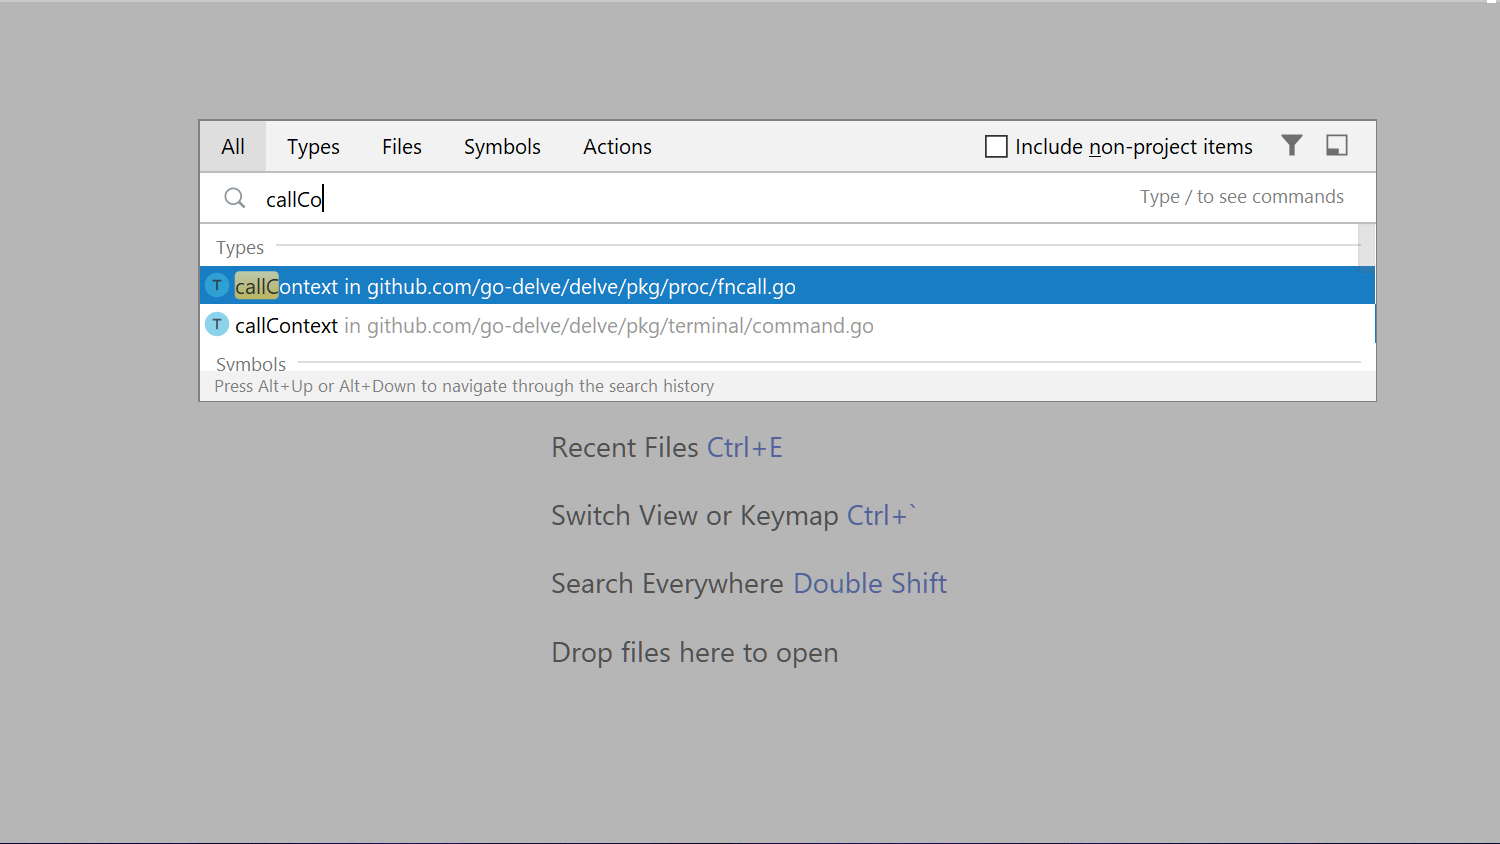 All Types Files Symbols Actions Include non-project items
callCo Type / to see commands
Types
T callContext in github.com/go-delve/delve/pkg/proc/fncall.go
T callContext in github.com/go-delve/delve/pkg/terminal/command.go
Symbols
Press Alt+Up or Alt+Down to navigate through the search history
Recent Files Ctrl+E
Switch View or Keymap Ctrl+`
Search Everywhere Double Shift
Drop files here to open